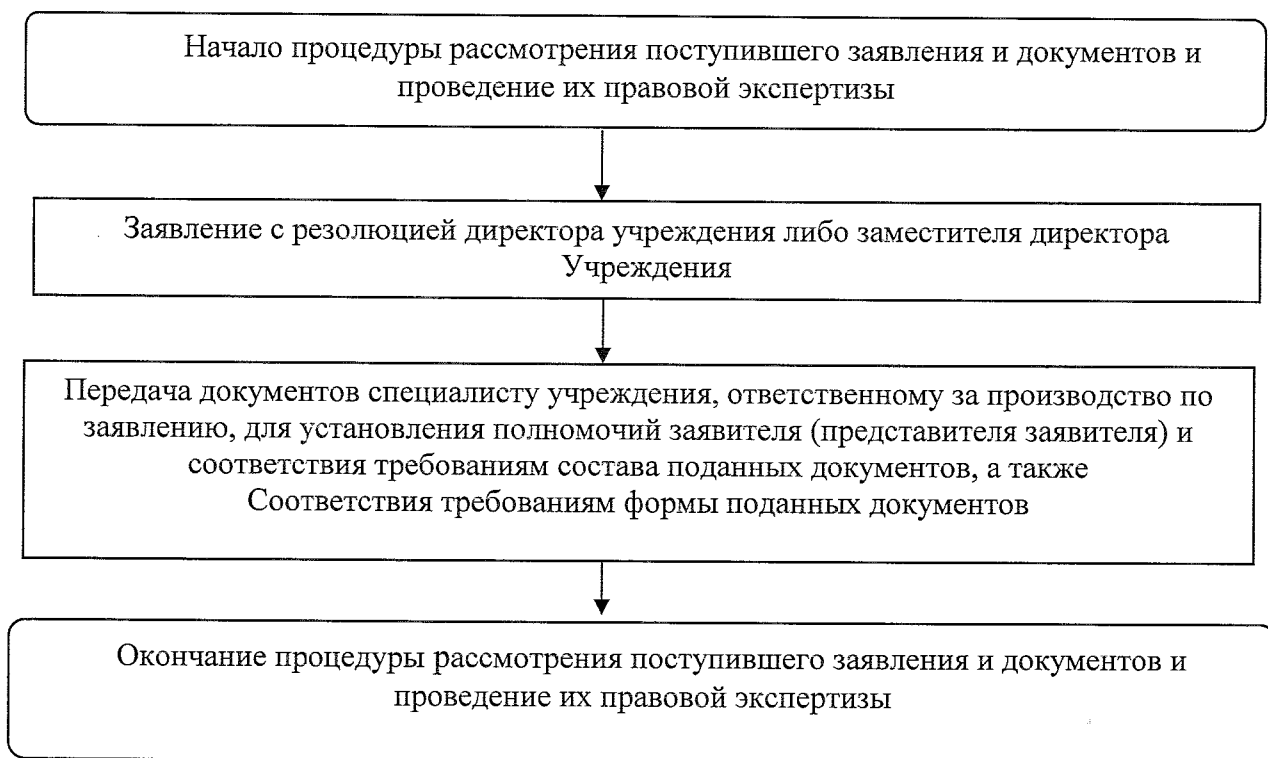 Начало процедуры рассмотрения поступившего заявления и документов и
проведение их правовой экспертизы
Заявление с резолюцией директора учреждения либо заместителя директора
Учреждения
Передача документов специалисту учреждения, ответственному за производство по
заявлению, для установления полномочий заявителя (представителя заявителя) и
соответствия требованиям состава поданных документов, а также
Соответствия требованиям формы поданных документов
Окончание процедуры рассмотрения поступившего заявления и документов и
проведение их правовой экспертизы